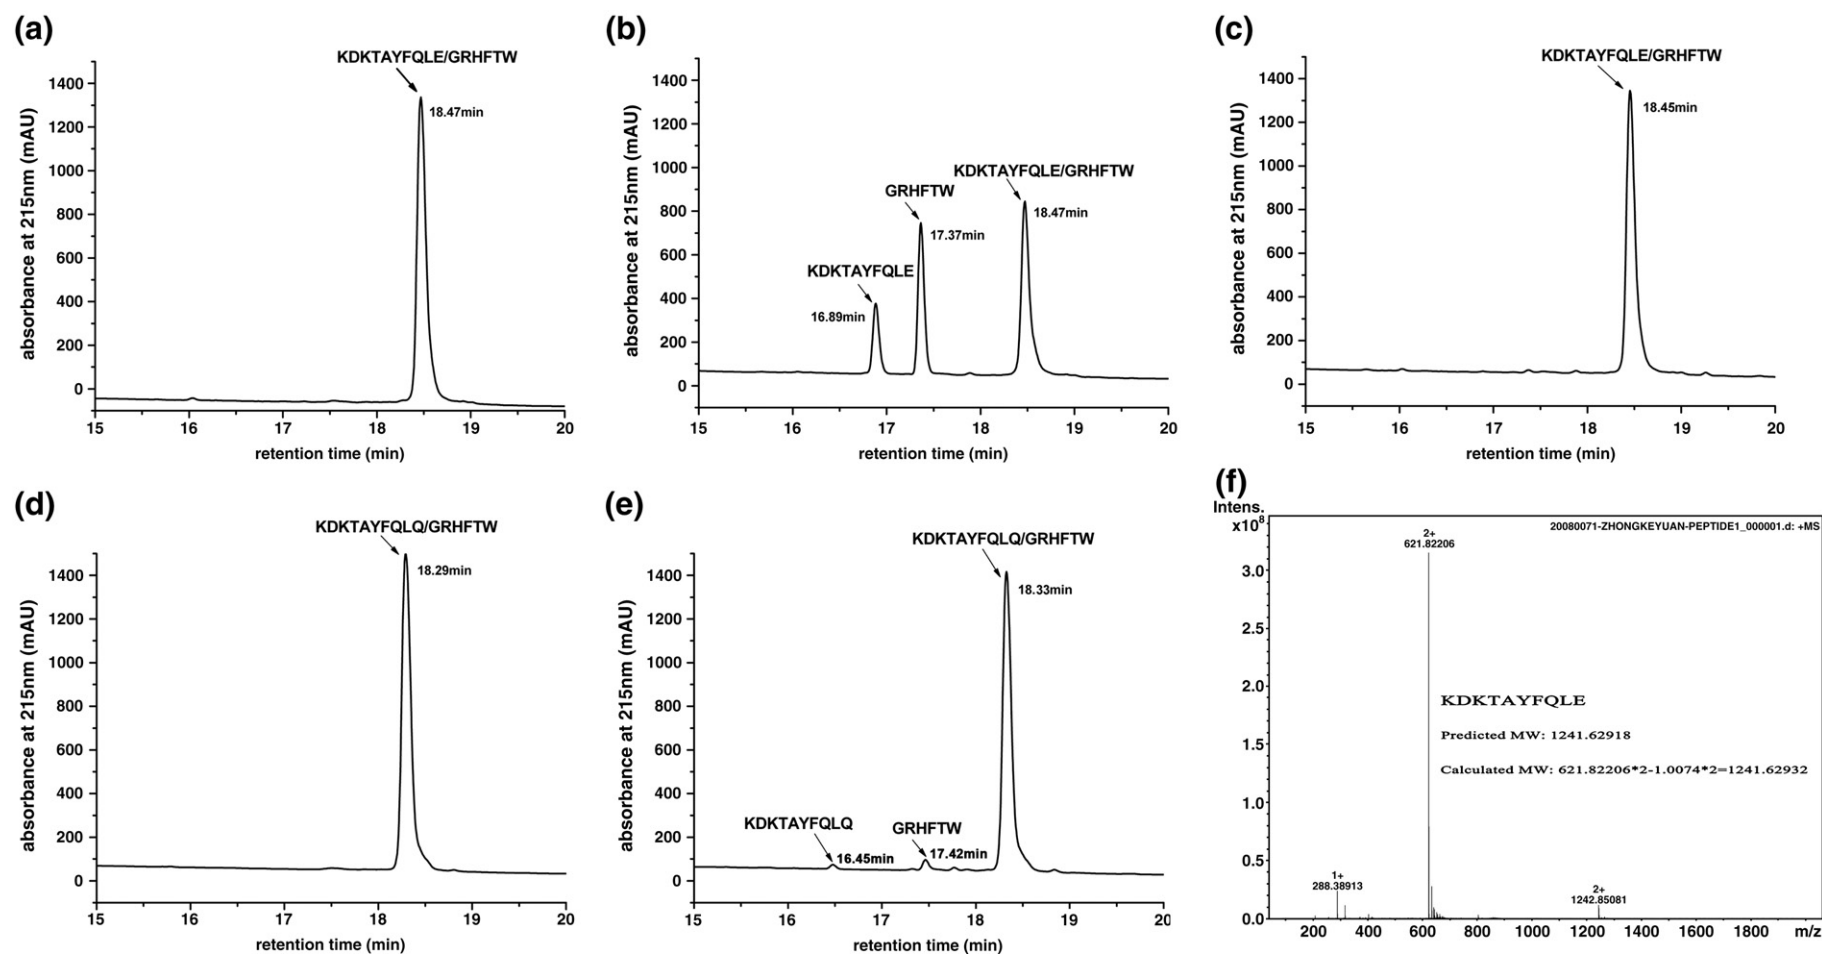 (a)
KDKTAYFQLE/GRHFTW
18.47min
absorbance at 215nm (mAU)
1400
1200
1000
800
600
400
200
0
15 16 17 18 19 20
retention time (min)
(b)
KDKTAYFQLE/GRHFTW
18.47min
GRHFTW
17.37min
KDKTAYFQLE
16.89min
absorbance at 215nm (mAU)
1400
1200
1000
800
600
400
200
0
15 16 17 18 19 20
retention time (min)
(c)
KDKTAYFQLE/GRHFTW
18.45min
absorbance at 215nm (mAU)
1400
1200
1000
800
600
400
200
0
15 16 17 18 19 20
retention time (min)
(d)
KDKTAYFQLQ/GRHFTW
18.29min
absorbance at 215nm (mAU)
1400
1200
1000
800
600
400
200
0
15 16 17 18 19 20
retention time (min)
(e)
KDKTAYFQLQ/GRHFTW
18.33min
KDKTAYFQLQ
16.45min
GRHFTW
17.42min
absorbance at 215nm (mAU)
1400
1200
1000
800
600
400
200
0
15 16 17 18 19 20
retention time (min)
(f)
Intens.
x10⁸
20080071-ZHONGKEYUAN-PEPTIDE1_000001.d: +MS
2+
621.82206
3.0
2.5
2.0
1.5
1.0
0.5
0.0
KDKTAYFQLE
Predicted MW: 1241.62918
Calculated MW: 621.82206*2-1.0074*2=1241.62932
1+
288.38913
2+
1242.85081
200 400 600 800 1000 1200 1400 1600 1800 m/z